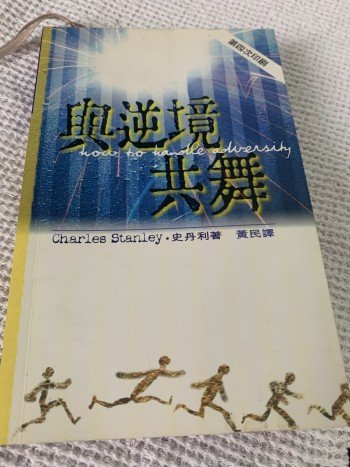 第四次印刷
與逆境
how to handle adversity
共舞
Charles Stanley・史丹利著 黃民譯